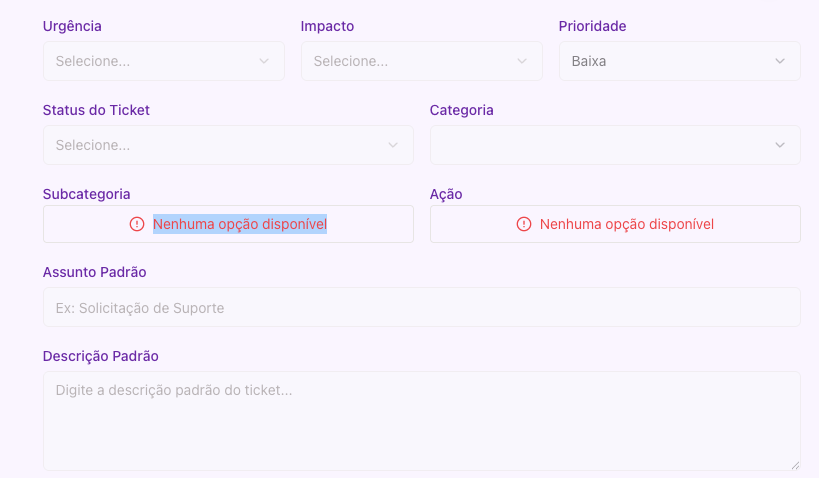 Urgência Impacto Prioridade
Selecione... Selecione... Baixa
Status do Ticket Categoria
Selecione...
Subcategoria Ação
Nenhuma opção disponível Nenhuma opção disponível
Assunto Padrão
Ex: Solicitação de Suporte
Descrição Padrão
Digite a descrição padrão do ticket...